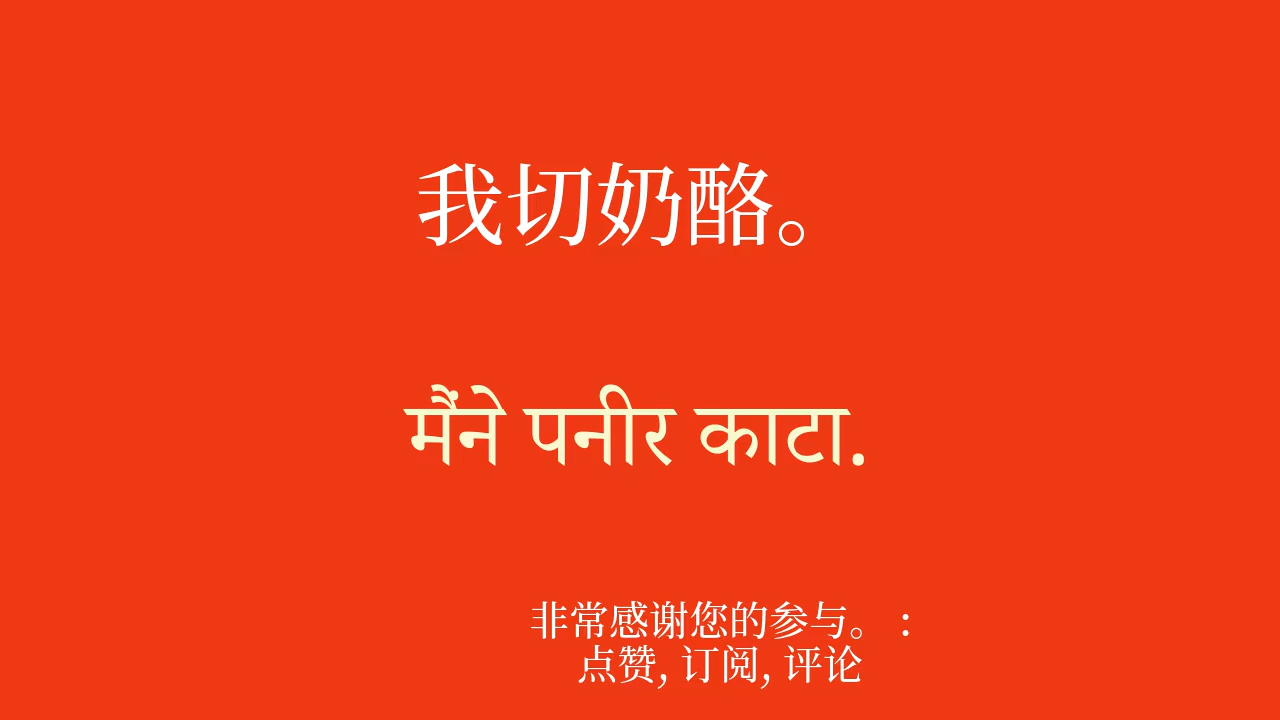 我切奶酪。
मैंने पनीर काटा.
非常感谢您的参与。 :
点赞, 订阅, 评论